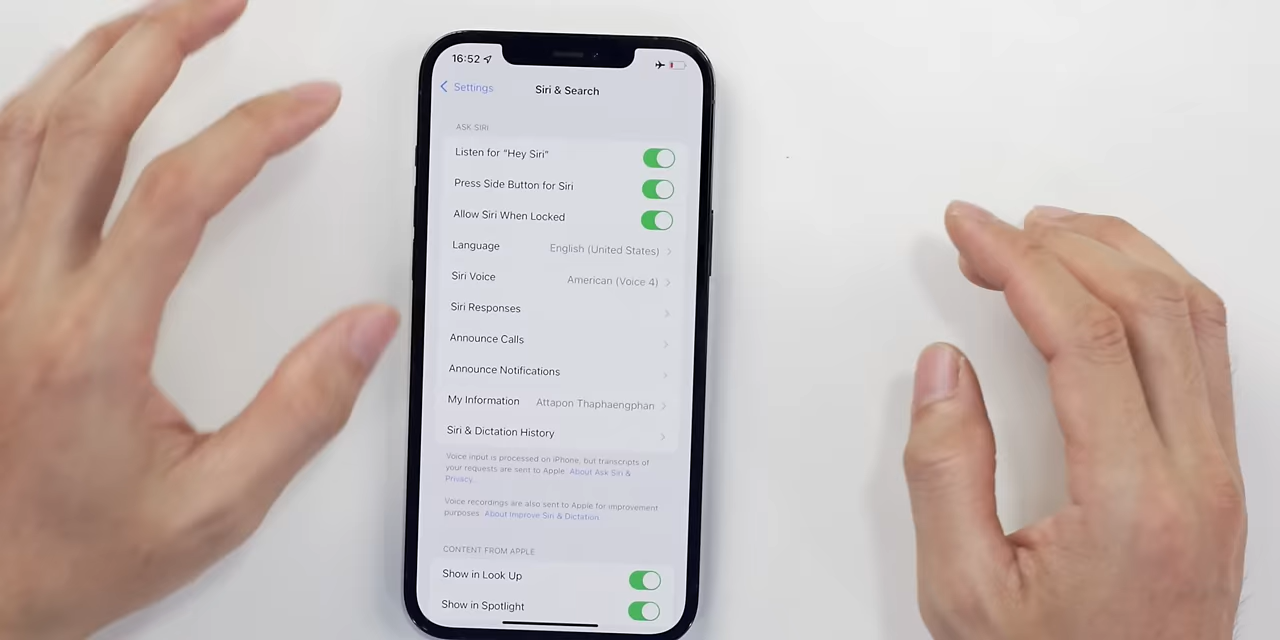 16:52
Settings
Siri & Search
ASK SIRI
Listen for "Hey Siri"
Press Side Button for Siri
Allow Siri When Locked
Language English (United States)
Siri Voice American (Voice 4)
Siri Responses
Announce Calls
Announce Notifications
My Information Attapon Thaphaengphan
Siri & Dictation History
Voice input is processed on iPhone, but transcripts of
your requests are sent to Apple. About Ask Siri &
Privacy...
Voice recordings are also sent to Apple for improvement
purposes. About Improve Siri & Dictation...
CONTENT FROM APPLE
Show in Look Up
Show in Spotlight